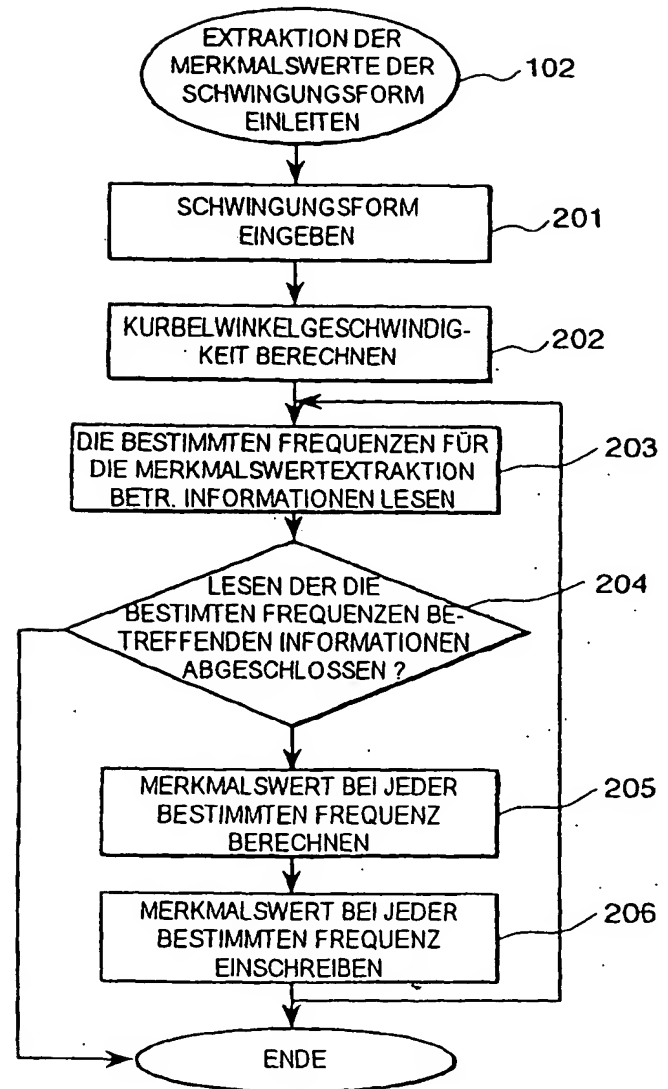 EXTRAKTION DER
MERKMALSWERTE DER
SCHWINGUNGSFORM
EINLEITEN
102
SCHWINGUNGSFORM
EINGEBEN
201
KURBELWINKELGESCHWINDIG-
KEIT BERECHNEN
202
DIE BESTIMMTEN FREQUENZEN FÜR
DIE MERKMALSWERTEXTRAKTION
BETR. INFORMATIONEN LESEN
203
LESEN DER DIE
BESTIMTEN FREQUENZEN BE-
TREFFENDEN INFORMATIONEN
ABGESCHLOSSEN ?
204
MERKMALSWERT BEI JEDER
BESTIMMTEN FREQUENZ
BERECHNEN
205
MERKMALSWERT BEI JEDER
BESTIMMTEN FREQUENZ
EINSCHREIBEN
206
ENDE